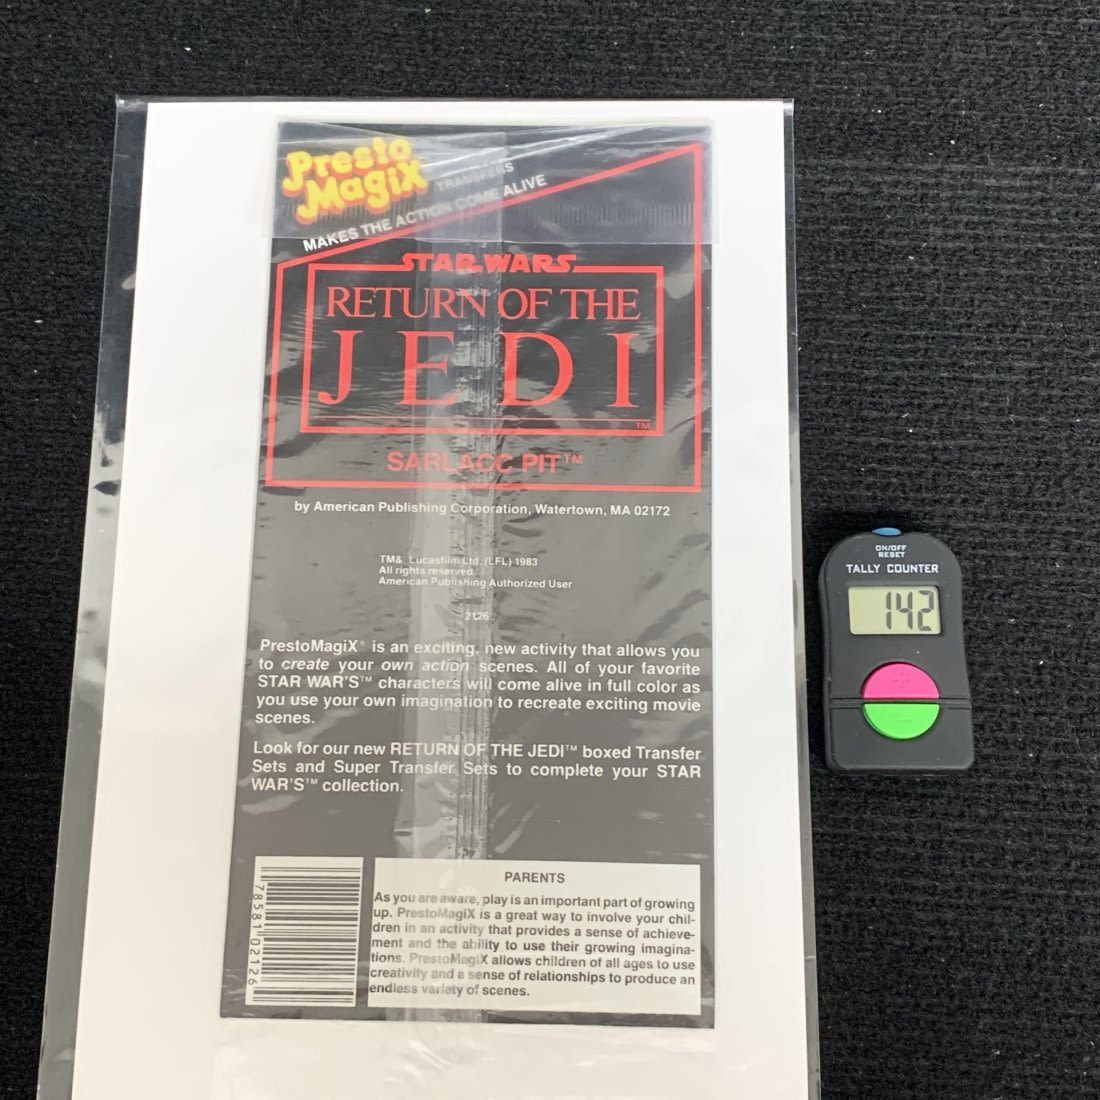 Presto
MagiX
TRANSFERS
MAKES THE ACTION COME ALIVE
STAR WARS
RETURN OF THE
JEDI
TM
SARLACC PIT™
by American Publishing Corporation, Watertown, MA 02172
TM& Lucasfilm Ltd. (LFL) 1983
All rights reserved.
American Publishing Authorized User
2126
PrestoMagiX® is an exciting, new activity that allows you
to create your own action scenes. All of your favorite
STAR WAR'S™ characters will come alive in full color as
you use your own imagination to recreate exciting movie
scenes.
Look for our new RETURN OF THE JEDI™ boxed Transfer
Sets and Super Transfer Sets to complete your STAR
WAR'S™ collection.
78581 02126
PARENTS
As you are aware, play is an important part of growing
up. PrestoMagiX is a great way to involve your chil-
dren in an activity that provides a sense of achieve-
ment and the ability to use their growing imagina-
tions. PrestoMagiX allows children of all ages to use
creativity and a sense of relationships to produce an
endless variety of scenes.
ON/OFF
RESET
TALLY COUNTER
142
+
−